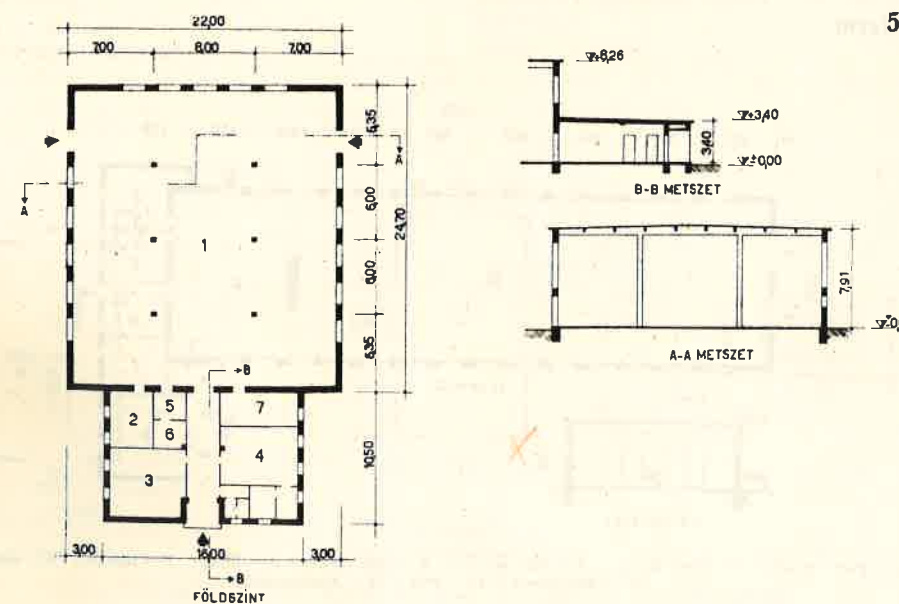 5
22,00
7,00 8,00 7,00
6,35
6,00
6,00
6,35
24,70
10,50
A
A
1
B
2
5
6
7
3
4
3,00 16,00 3,00
B
FÖLDSZINT
+8,26
+3,40
3,40
±0,00
B-B METSZET
7,91
A-A METSZET